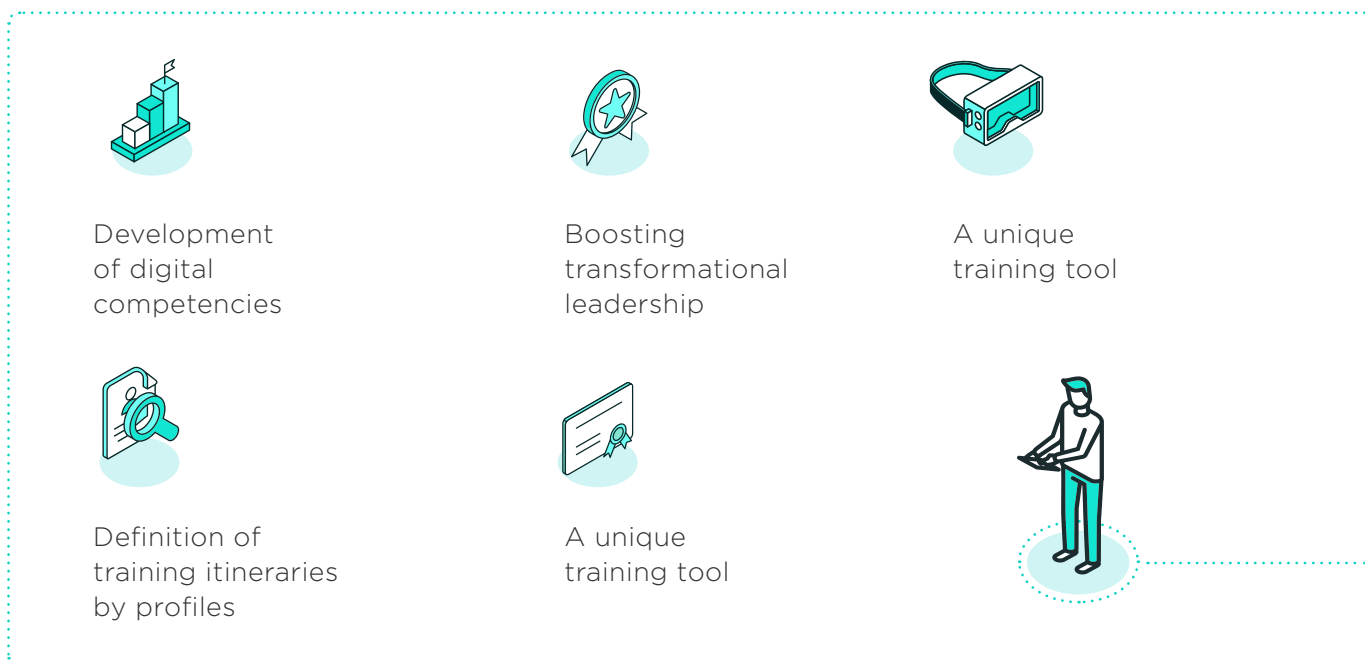 Development
of digital
competencies
Boosting
transformational
leadership
A unique
training tool
Definition of
training itineraries
by profiles
A unique
training tool